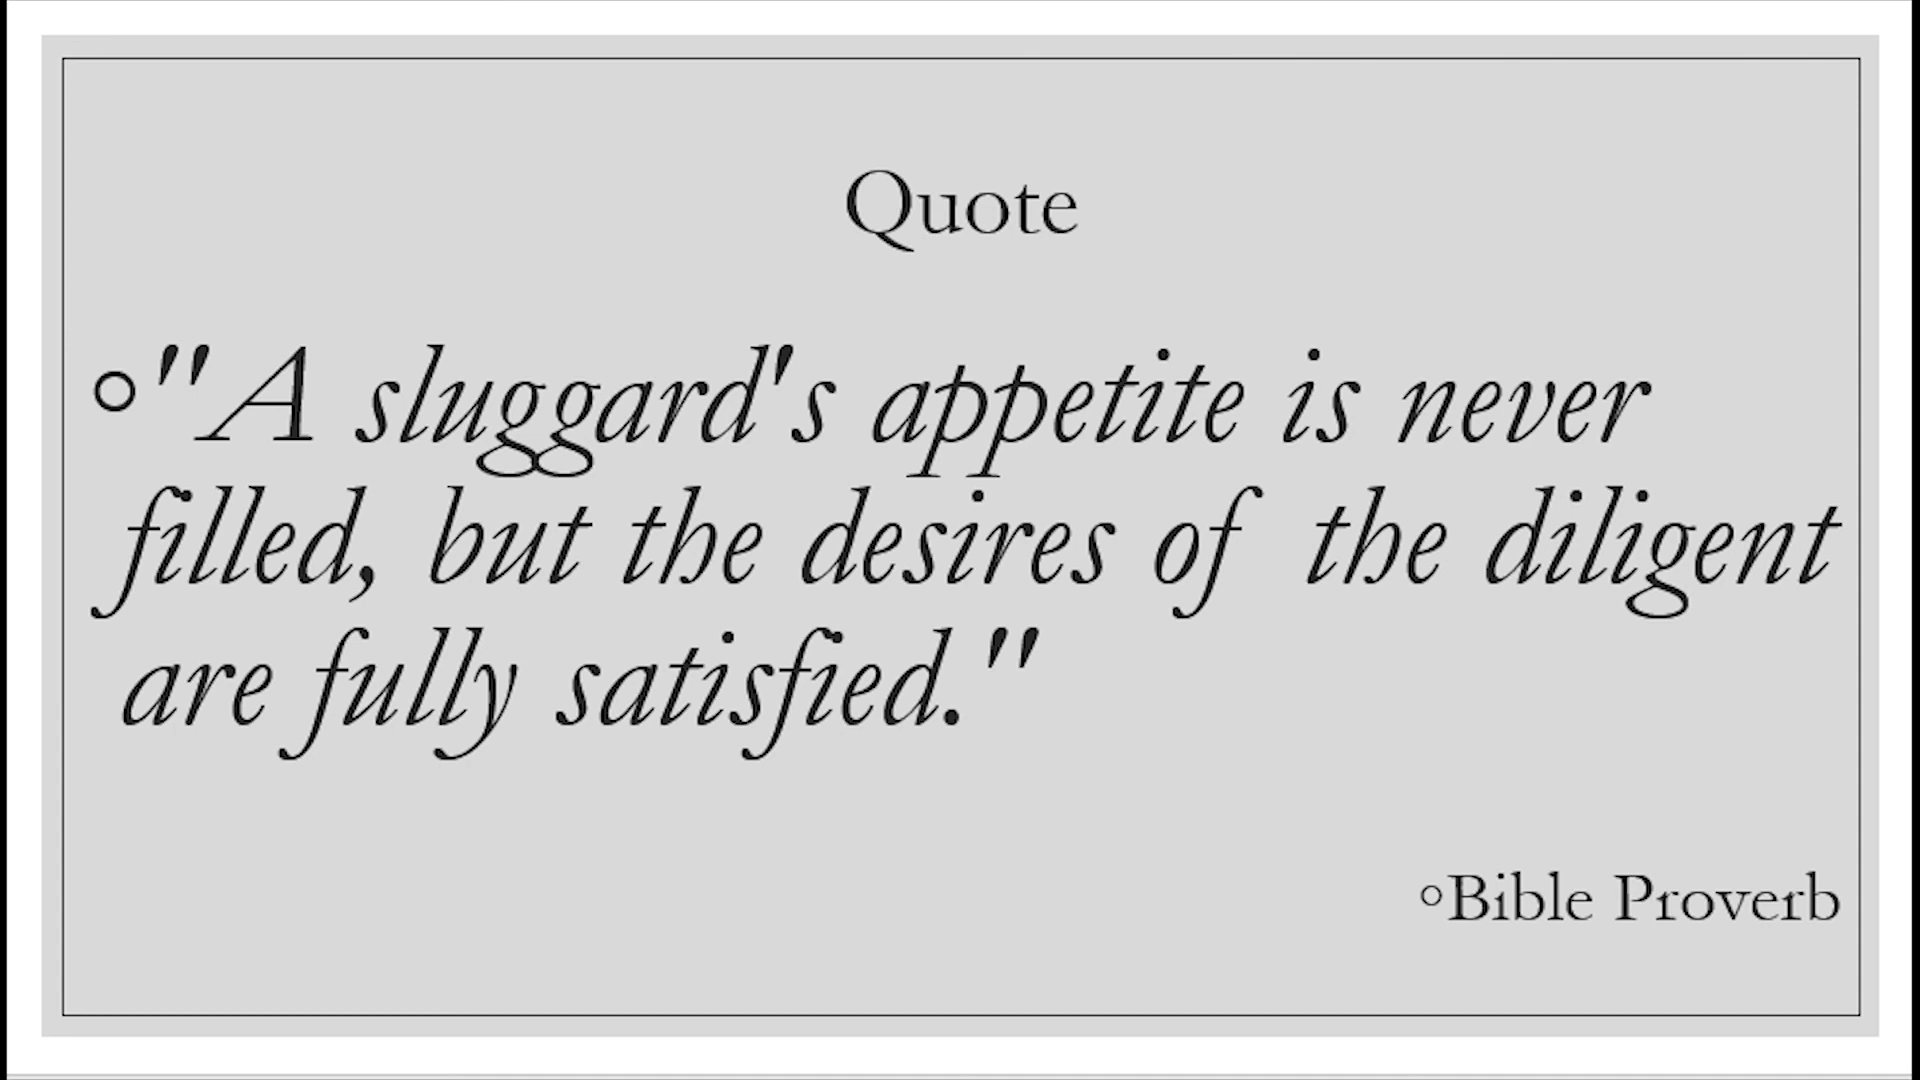 Quote
◦"A sluggard's appetite is never
filled, but the desires of the diligent
are fully satisfied."
◦Bible Proverb